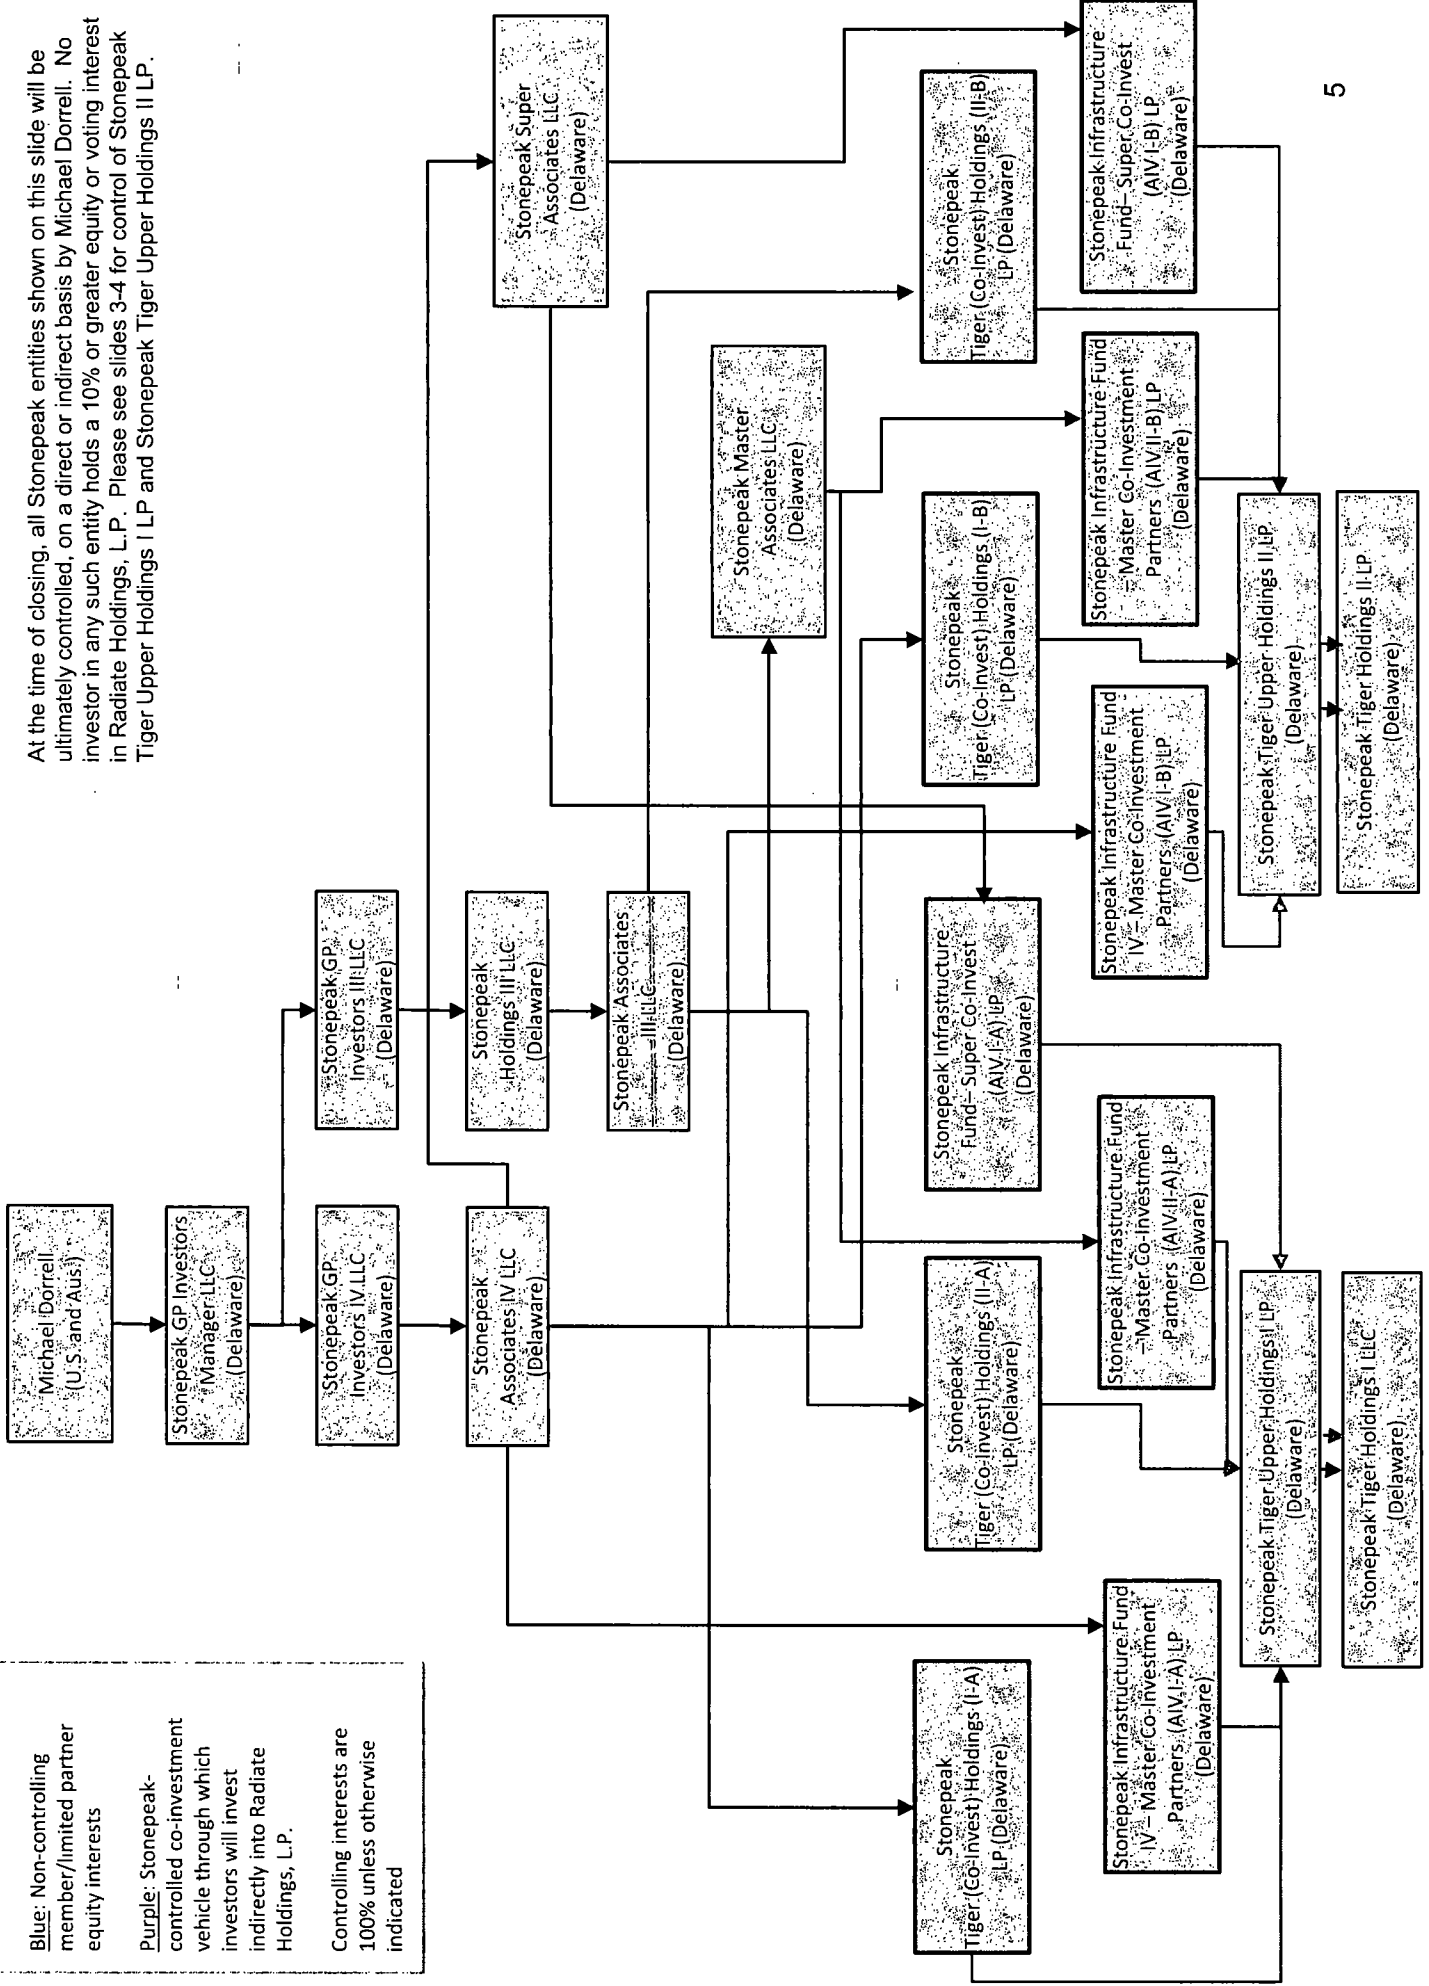 Blue: Non-controlling
member/limited partner
equity interests
Purple: Stonepeak-
controlled co-investment
vehicle through which
investors will invest
indirectly into Radiate
Holdings, L.P.
Controlling interests are
100% unless otherwise
indicated
At the time of closing, all Stonepeak entities shown on this slide will be
ultimately controlled, on a direct or indirect basis by Michael Dorrell. No
investor in any such entity holds a 10% or greater equity or voting interest
in Radiate Holdings, L.P. Please see slides 3-4 for control of Stonepeak
Tiger Upper Holdings I LP and Stonepeak Tiger Upper Holdings II LP.
Michael Dorrell
(U.S. and Aus.)
Stonepeak GP Investors
Manager LLC
(Delaware)
Stonepeak GP
Investors IV LLC
(Delaware)
Stonepeak GP
Investors III LLC
(Delaware)
Stonepeak
Associates IV LLC
(Delaware)
Stonepeak
Holdings III LLC
(Delaware)
Stonepeak Super
Associates LLC
(Delaware)
Stonepeak Associates
III LLC
(Delaware)
Stonepeak Master
Associates LLC
(Delaware)
Stonepeak
Tiger (Co-Invest) Holdings (I-A)
LP (Delaware)
Stonepeak
Tiger (Co-Invest) Holdings (II-A)
LP (Delaware)
Stonepeak Infrastructure
Fund– Super Co-Invest
(AIV I-A) LP
(Delaware)
Stonepeak
Tiger (Co-Invest) Holdings (I-B)
LP (Delaware)
Stonepeak
Tiger (Co-Invest) Holdings (II-B)
LP (Delaware)
Stonepeak Infrastructure Fund
IV – Master Co-Investment
Partners (AIV I-A) LP
(Delaware)
Stonepeak Infrastructure Fund
– Master Co-Investment
Partners (AIV II-A) LP
(Delaware)
Stonepeak Infrastructure Fund
IV – Master Co-Investment
Partners (AIV I-B) LP
(Delaware)
Stonepeak Infrastructure Fund
– Master Co-Investment
Partners (AIV II-B) LP
(Delaware)
Stonepeak Infrastructure
Fund– Super Co-Invest
(AIV I-B) LP
(Delaware)
Stonepeak Tiger Upper Holdings I LP
(Delaware)
Stonepeak Tiger Upper Holdings II LP
(Delaware)
Stonepeak Tiger Holdings I LLC
(Delaware)
Stonepeak Tiger Holdings II LP
(Delaware)
5